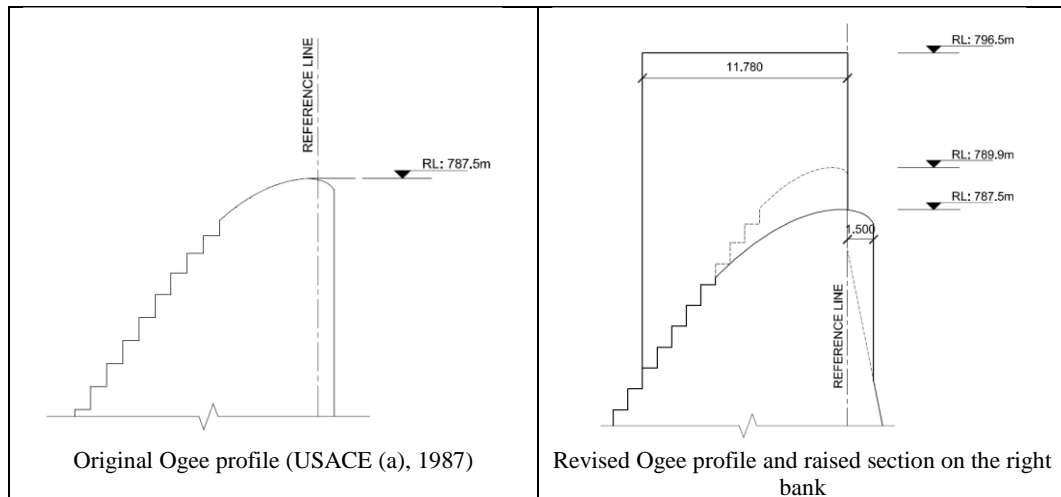 REFERENCE LINE
RL: 787.5m
Original Ogee profile (USACE (a), 1987)
RL: 796.5m
11.780
RL: 789.9m
RL: 787.5m
1.500
REFERENCE LINE
Revised Ogee profile and raised section on the right
bank